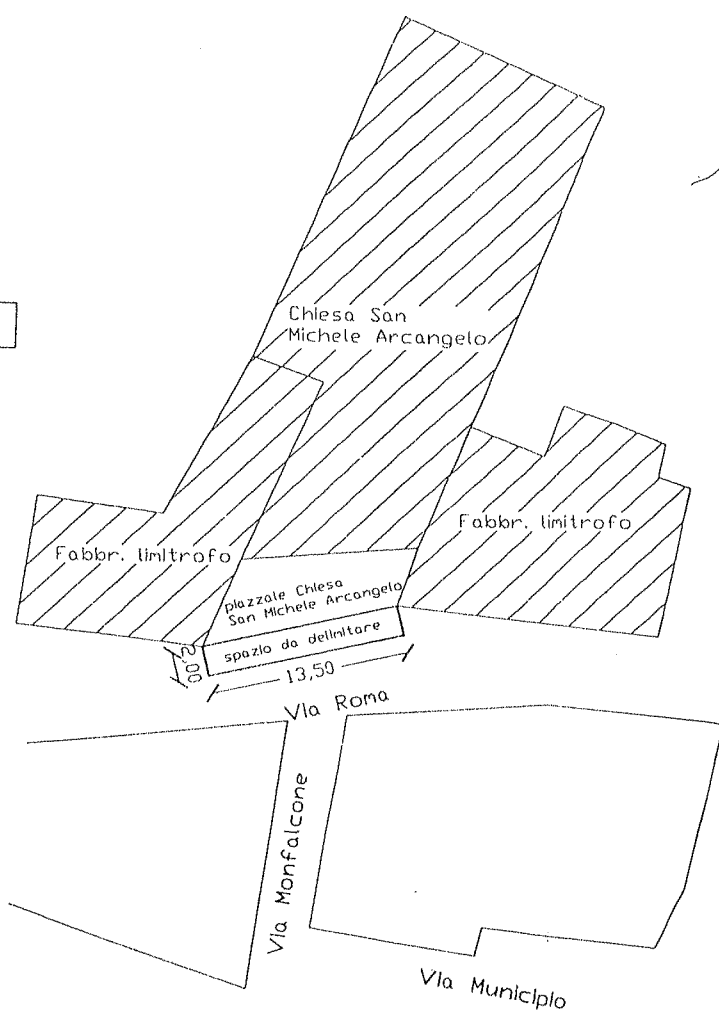 Chiesa San
Michele Arcangelo
Fabbr. limitrofo
Fabbr. limitrofo
piazzale Chiesa
San Michele Arcangelo
spazio da delimitare
2,00
13,50
Via Roma
Via Monfalcone
Via Municipio